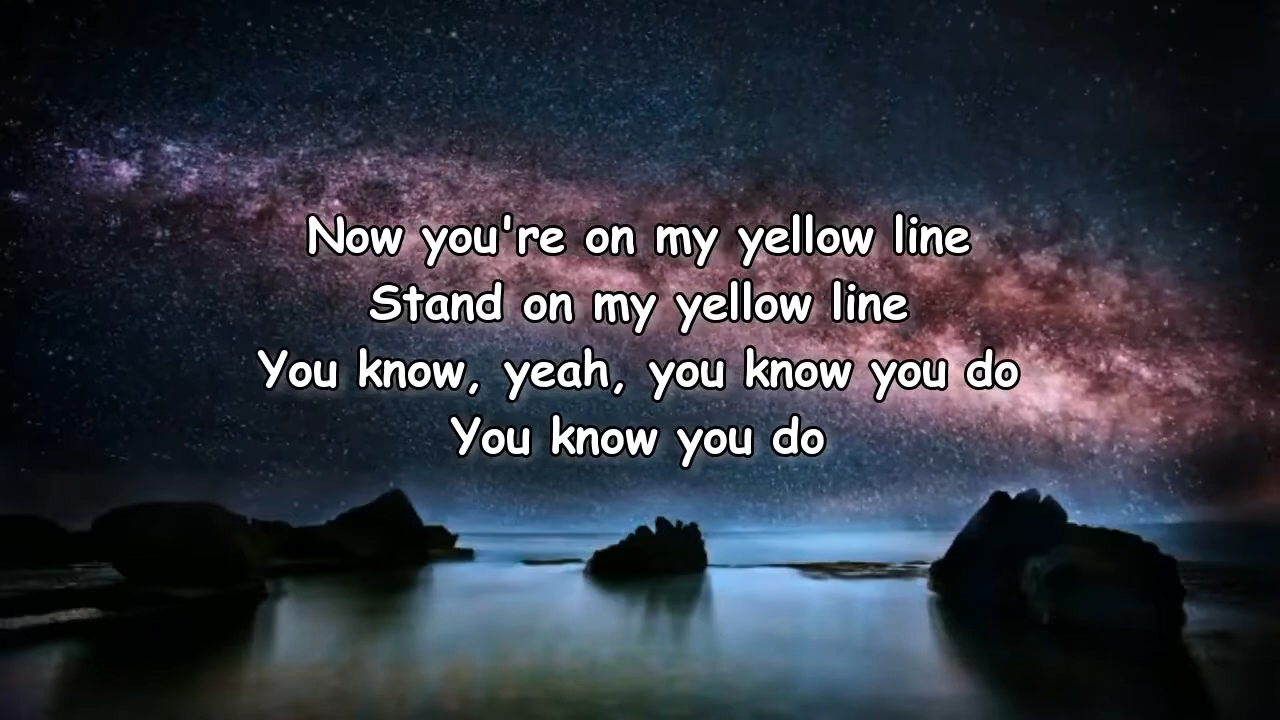 Now you're on my yellow line
Stand on my yellow line
You know, yeah, you know you do
You know you do